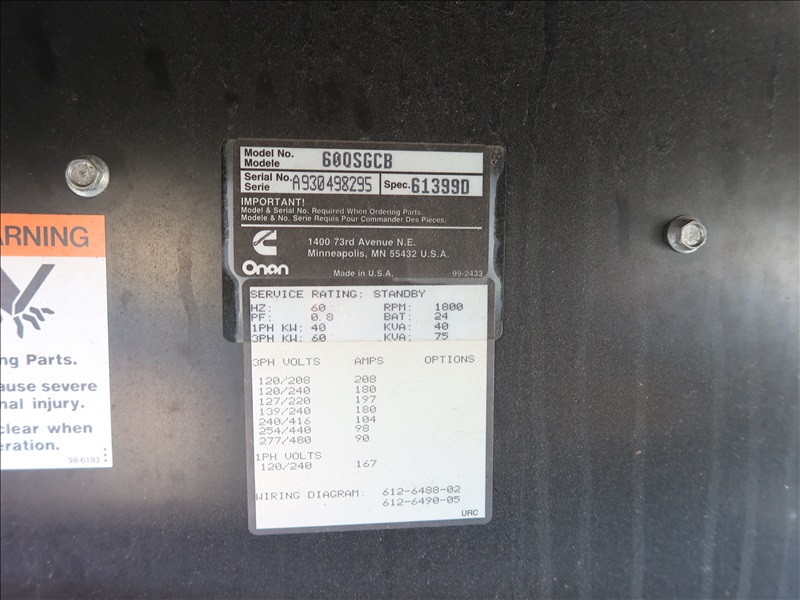 Model No.
Modele
60OSGCB
Serial No.
Serie
A930498295
Spec.
61399D
IMPORTANT!
Model & Serial No. Required When Ordering Parts.
Modele & No. Serie Requis Pour Commander Des Pieces.
Onan
1400 73rd Avenue N.E.
Minneapolis, MN 55432 U.S.A.
Made in U.S.A.
99-2433
SERVICE RATING: STANDBY
HZ: 60 RPM: 1800
PF: 0.8 BAT: 24
1PH KW: 40 KVA: 40
3PH KW: 60 KVA: 75
3PH VOLTS AMPS OPTIONS
120/208 208
120/240 180
127/220 197
139/240 180
240/416 104
254/440 98
277/480 90
1PH VOLTS
120/240 167
WIRING DIAGRAM: 612-6488-02
612-6490-05
URC
ARNING
ng Parts.
ause severe
nal injury.
clear when
eration.
98-6193